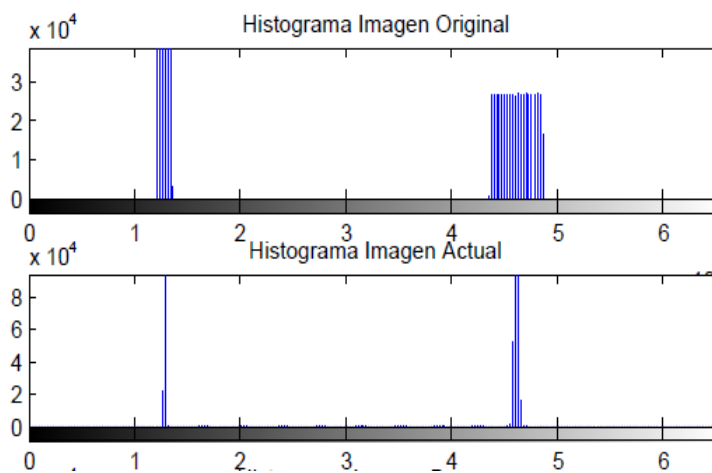 x 10⁴
Histograma Imagen Original
3
2
1
0
0 1 2 3 4 5 6
x 10⁴
Histograma Imagen Actual
8
6
4
2
0
0 1 2 3 4 5 6